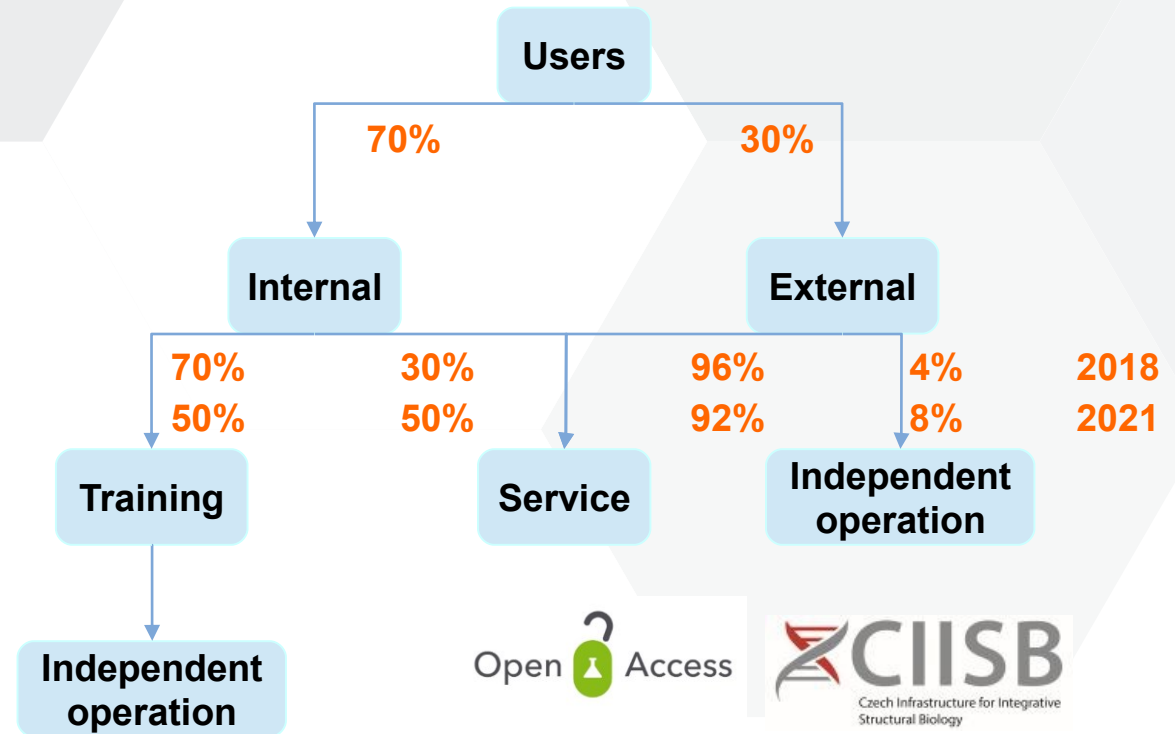 Users
70% 30%
Internal External
70% 30% 96% 4% 2018
50% 50% 92% 8% 2021
Training Service Independent
operation
Independent
operation
Open Access
CIISB
Czech Infrastructure for Integrative
Structural Biology